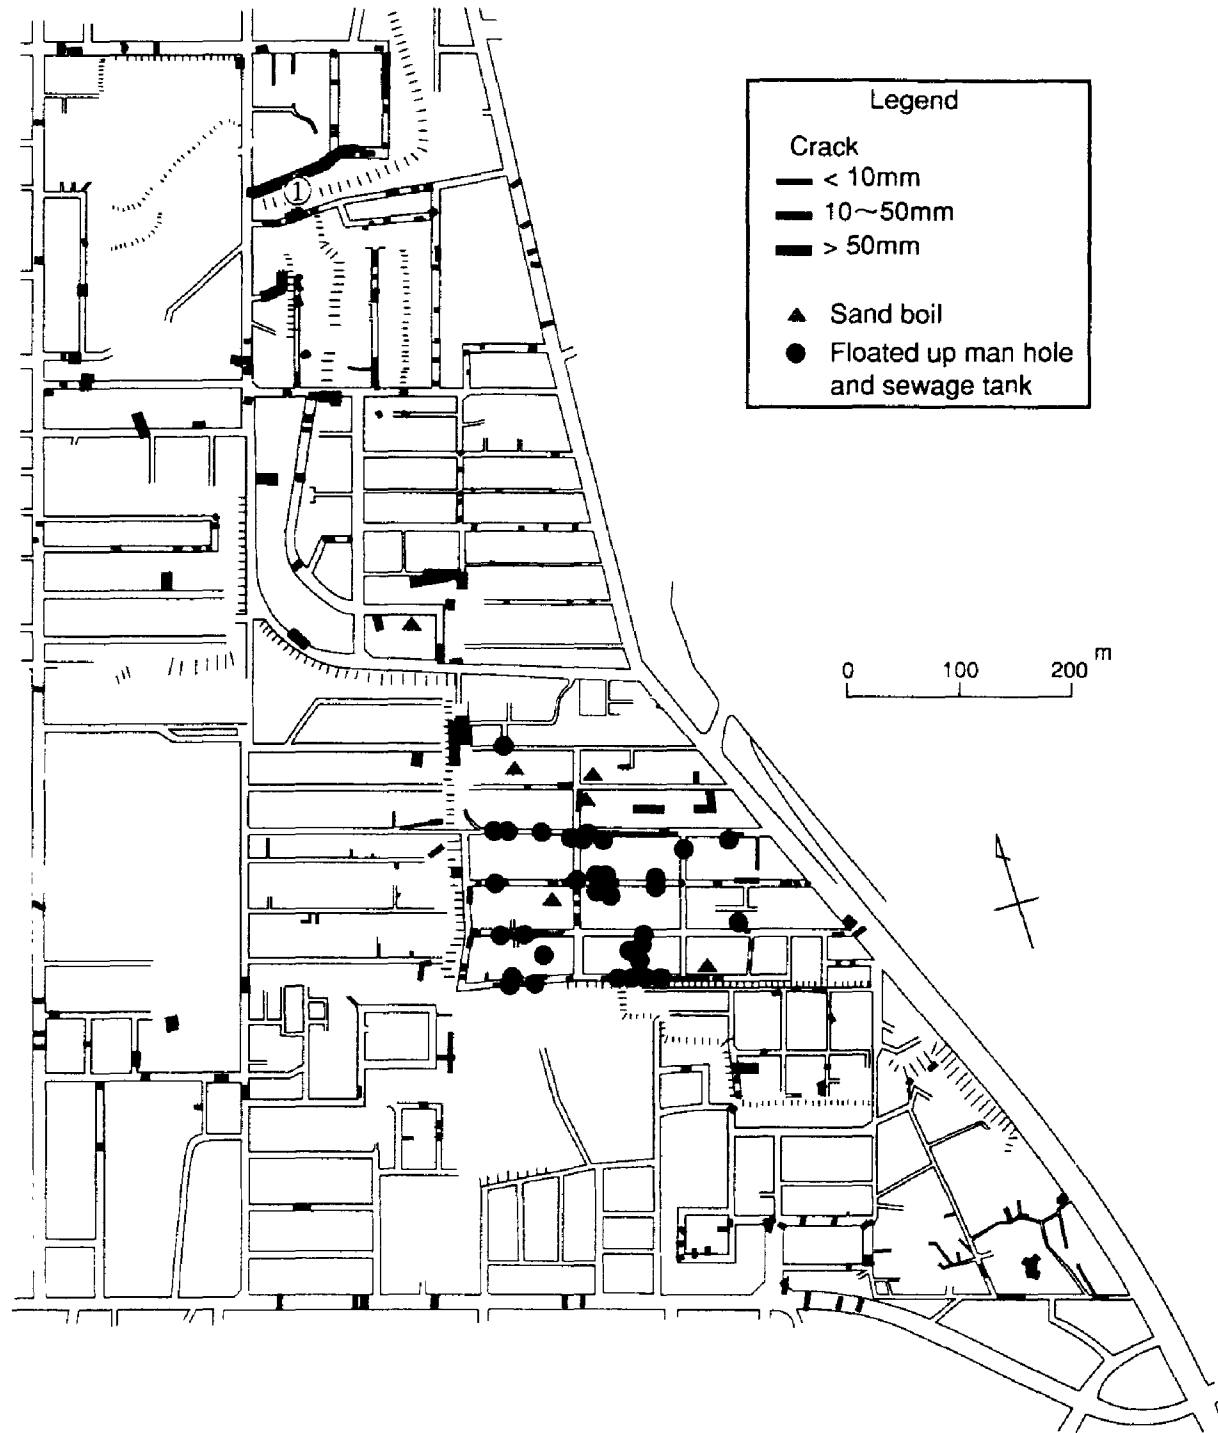 Legend
Crack
< 10mm
10~50mm
> 50mm
Sand boil
Floated up man hole
and sewage tank
①
0 100 200 m